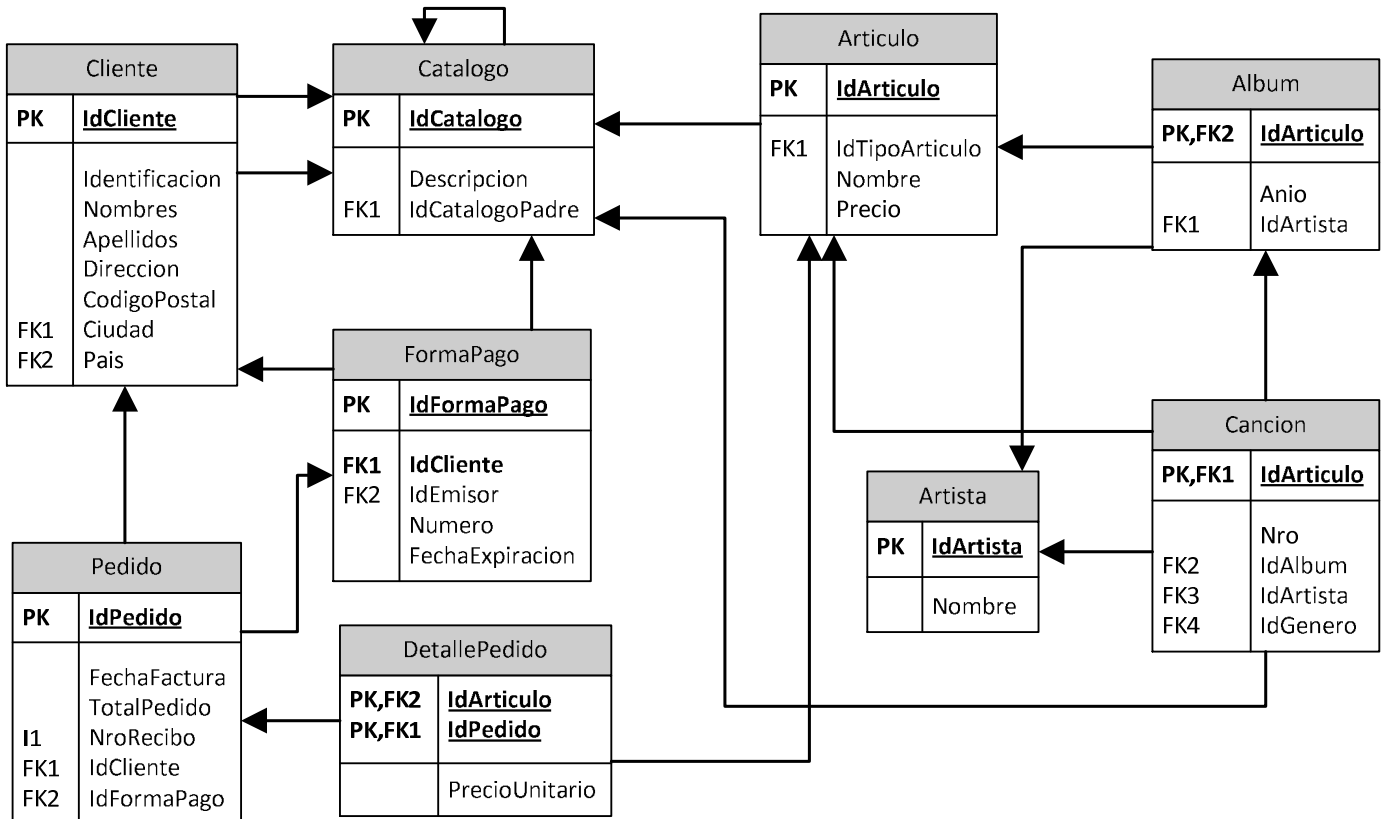 Cliente
PK IdCliente
Identificacion
Nombres
Apellidos
Direccion
CodigoPostal
FK1 Ciudad
FK2 Pais
Catalogo
PK IdCatalogo
Descripcion
FK1 IdCatalogoPadre
Articulo
PK IdArticulo
FK1 IdTipoArticulo
Nombre
Precio
Album
PK,FK2 IdArticulo
Anio
FK1 IdArtista
FormaPago
PK IdFormaPago
FK1 IdCliente
FK2 IdEmisor
Numero
FechaExpiracion
Cancion
PK,FK1 IdArticulo
Nro
FK2 IdAlbum
FK3 IdArtista
FK4 IdGenero
Artista
PK IdArtista
Nombre
Pedido
PK IdPedido
FechaFactura
TotalPedido
I1 NroRecibo
FK1 IdCliente
FK2 IdFormaPago
DetallePedido
PK,FK2 IdArticulo
PK,FK1 IdPedido
PrecioUnitario